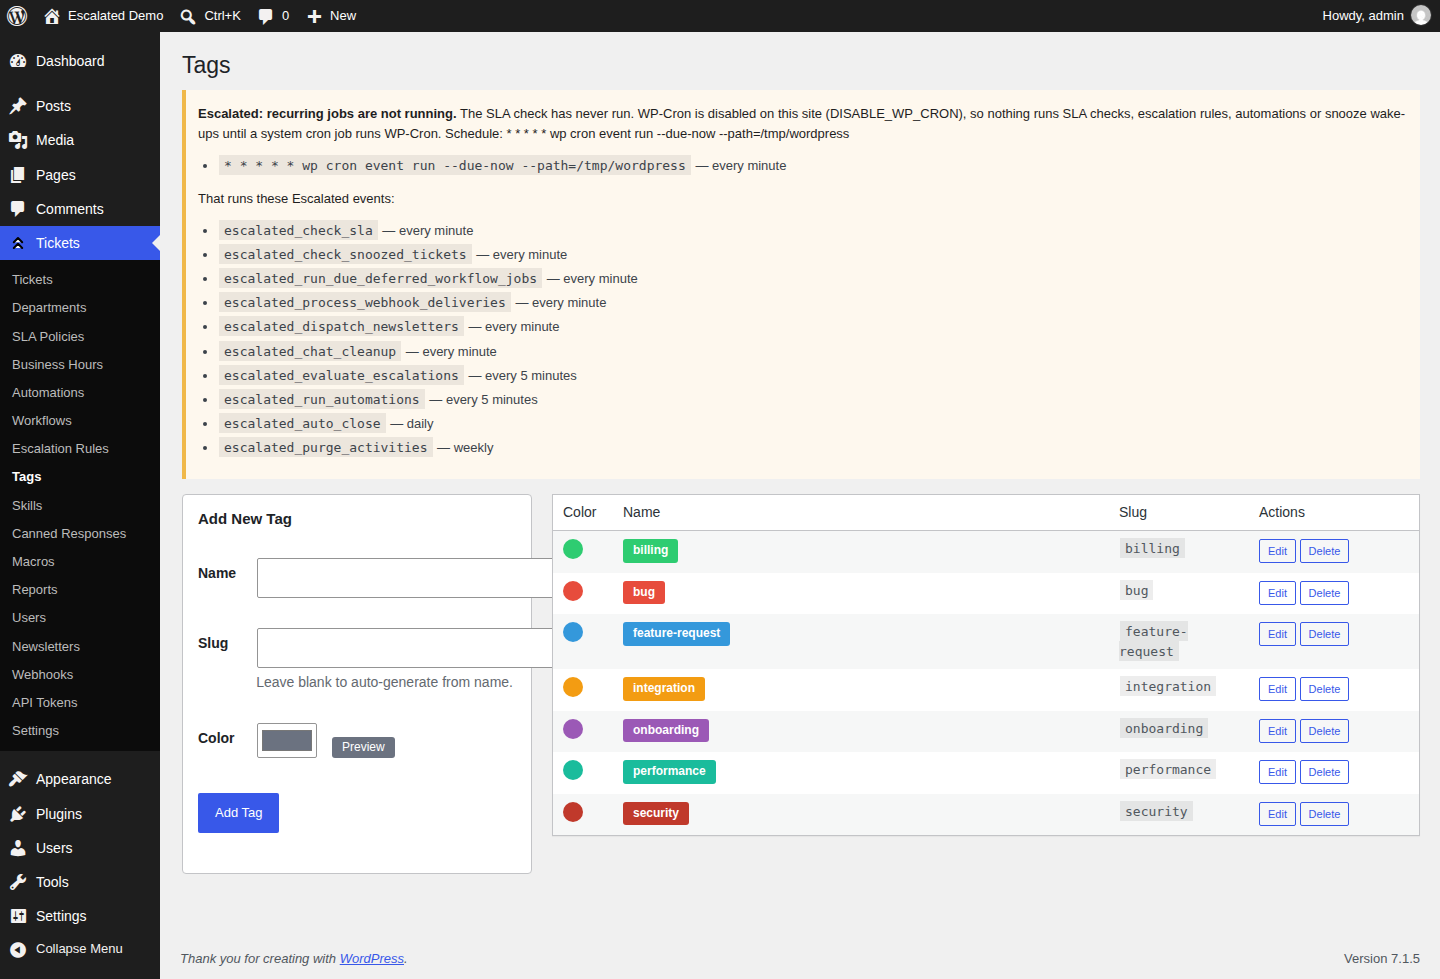 Escalated Demo
Ctrl+K
0
New
Howdy, admin
Dashboard
Posts
Media
Pages
Comments
Tickets
Tickets
Departments
SLA Policies
Business Hours
Automations
Workflows
Escalation Rules
Tags
Skills
Canned Responses
Macros
Reports
Users
Newsletters
Webhooks
API Tokens
Settings
Appearance
Plugins
Users
Tools
Settings
Collapse Menu
Tags
Escalated: recurring jobs are not running. The SLA check has never run. WP-Cron is disabled on this site (DISABLE_WP_CRON), so nothing runs SLA checks, escalation rules, automations or snooze wake-
ups until a system cron job runs WP-Cron. Schedule: * * * * * wp cron event run --due-now --path=/tmp/wordpress
* * * * * wp cron event run --due-now --path=/tmp/wordpress — every minute
That runs these Escalated events:
escalated_check_sla — every minute
escalated_check_snoozed_tickets — every minute
escalated_run_due_deferred_workflow_jobs — every minute
escalated_process_webhook_deliveries — every minute
escalated_dispatch_newsletters — every minute
escalated_chat_cleanup — every minute
escalated_evaluate_escalations — every 5 minutes
escalated_run_automations — every 5 minutes
escalated_auto_close — daily
escalated_purge_activities — weekly
Add New Tag
Name
Slug
Leave blank to auto-generate from name.
Color
Preview
Add Tag
Color Name Slug Actions
billing billing Edit Delete
bug bug Edit Delete
feature-request feature-
request Edit Delete
integration integration Edit Delete
onboarding onboarding Edit Delete
performance performance Edit Delete
security security Edit Delete
Thank you for creating with WordPress.
Version 7.1.5